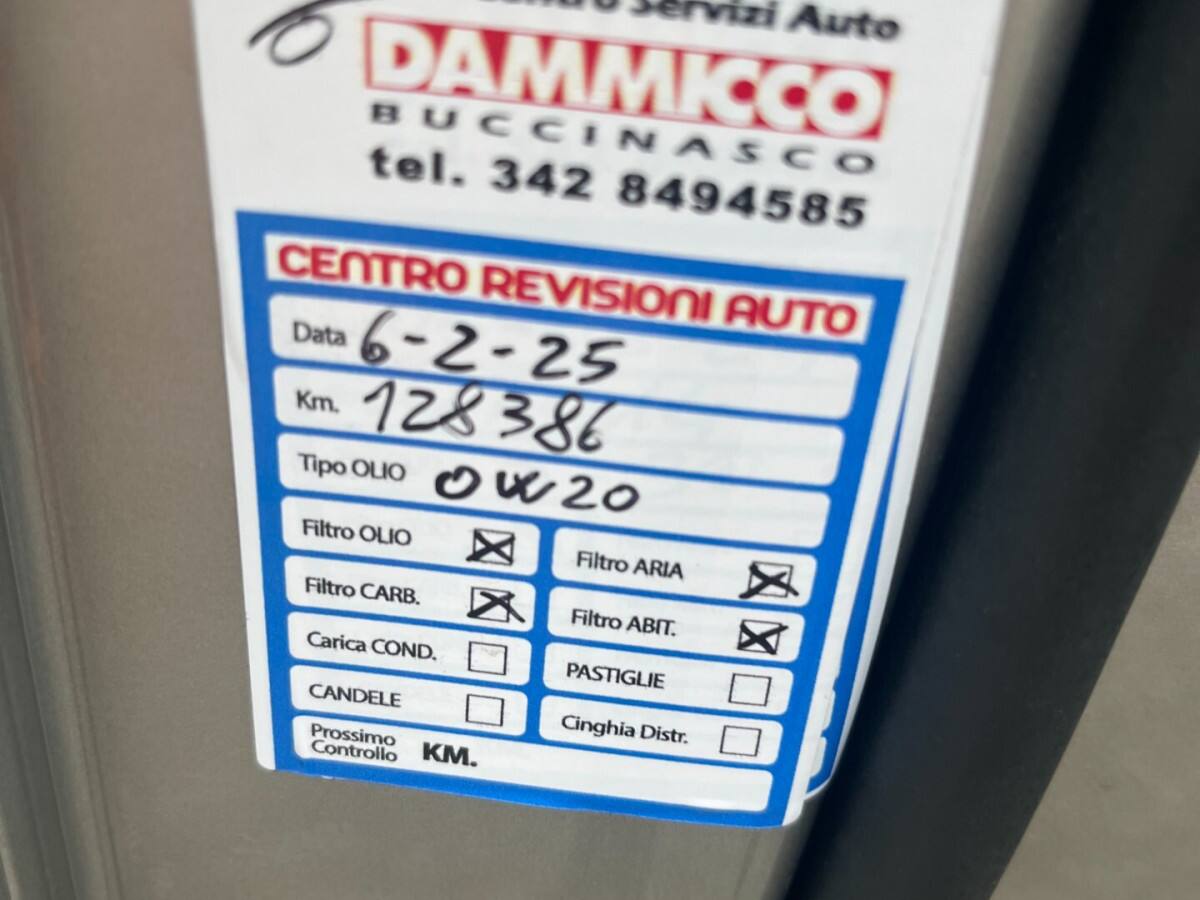 Servizi Auto
DAMMICCO
BUCCINASCO
tel. 342 8494585
CENTRO REVISIONI AUTO
Data 6-2-25
Km. 128386
Tipo OLIO 0W20
Filtro OLIO Filtro ARIA
Filtro CARB. Filtro ABIT.
Carica COND. PASTIGLIE
CANDELE Cinghia Distr.
Prossimo
Controllo KM.